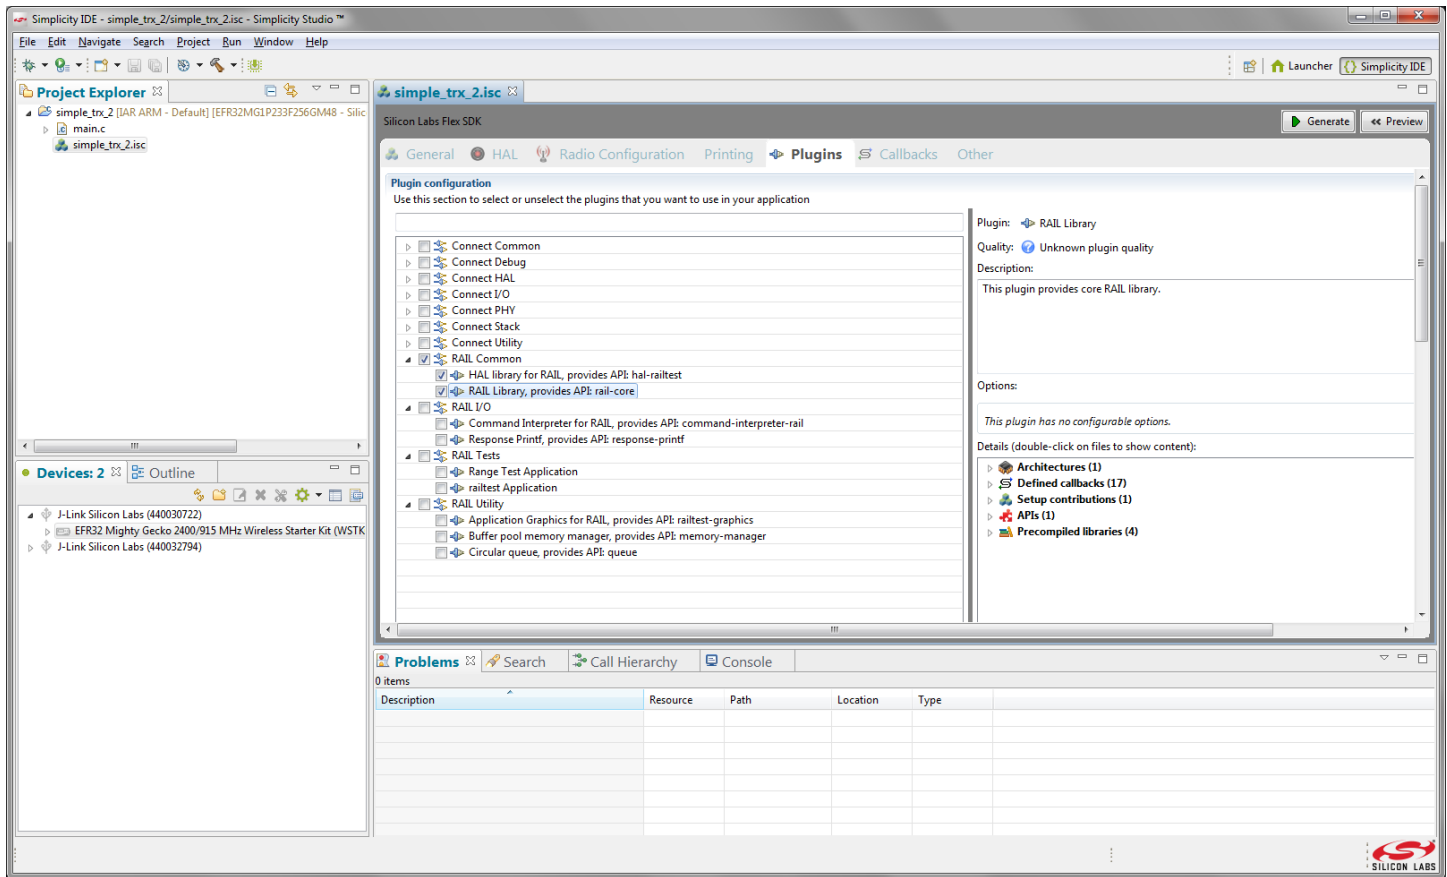 Simplicity IDE - simple_trx_2/simple_trx_2.isc - Simplicity Studio ™
File Edit Navigate Search Project Run Window Help
Launcher Simplicity IDE
Project Explorer
simple_trx_2 [IAR ARM - Default] [EFR32MG1P233F256GM48 - Silic
main.c
simple_trx_2.isc
Devices: 2 Outline
J-Link Silicon Labs (440030722)
EFR32 Mighty Gecko 2400/915 MHz Wireless Starter Kit (WSTK
J-Link Silicon Labs (440032794)
simple_trx_2.isc
Silicon Labs Flex SDK
Generate Preview
General HAL Radio Configuration Printing Plugins Callbacks Other
Plugin configuration
Use this section to select or unselect the plugins that you want to use in your application
Connect Common
Connect Debug
Connect HAL
Connect I/O
Connect PHY
Connect Stack
Connect Utility
RAIL Common
HAL library for RAIL, provides API: hal-railtest
RAIL Library, provides API: rail-core
RAIL I/O
Command Interpreter for RAIL, provides API: command-interpreter-rail
Response Printf, provides API: response-printf
RAIL Tests
Range Test Application
railtest Application
RAIL Utility
Application Graphics for RAIL, provides API: railtest-graphics
Buffer pool memory manager, provides API: memory-manager
Circular queue, provides API: queue
Plugin: RAIL Library
Quality: Unknown plugin quality
Description:
This plugin provides core RAIL library.
Options:
This plugin has no configurable options.
Details (double-click on files to show content):
Architectures (1)
Defined callbacks (17)
Setup contributions (1)
APIs (1)
Precompiled libraries (4)
Problems Search Call Hierarchy Console
0 items
Description Resource Path Location Type
SILICON LABS